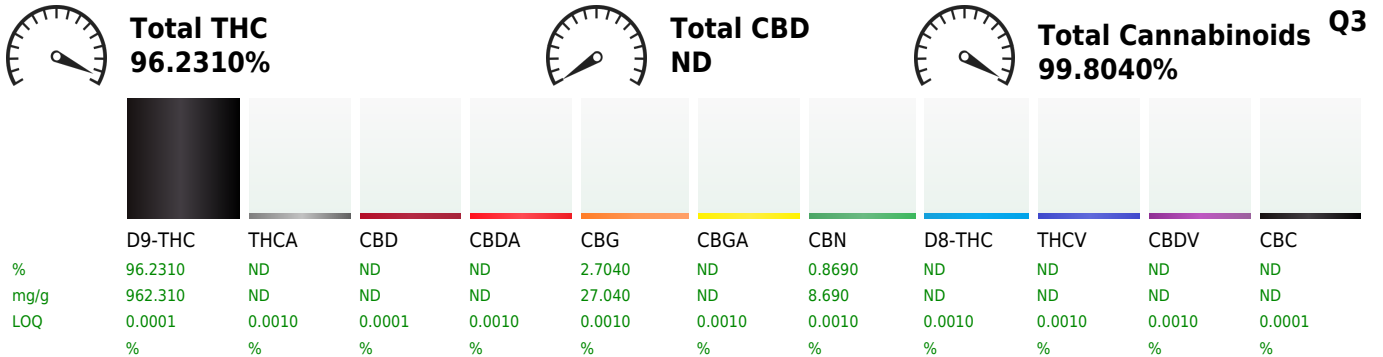 Total THC
96.2310%
Total CBD
ND
Total Cannabinoids
99.8040%
Q3
D9-THC THCA CBD CBDA CBG CBGA CBN D8-THC THCV CBDV CBC
% 96.2310 ND ND ND 2.7040 ND 0.8690 ND ND ND ND
mg/g 962.310 ND ND ND 27.040 ND 8.690 ND ND ND ND
LOQ 0.0001 0.0010 0.0001 0.0010 0.0010 0.0010 0.0010 0.0010 0.0010 0.0010 0.0001
% % % % % % % % % % %